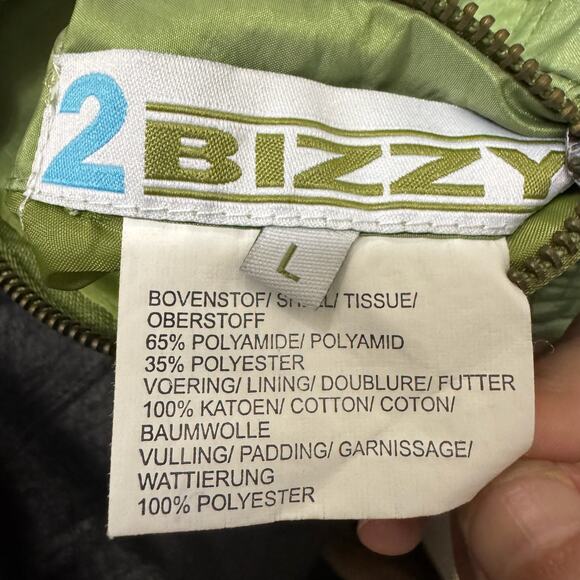 2 BIZZY
L
BOVENSTOF/ SHELL/ TISSUE/
OBERSTOFF
65% POLYAMIDE/ POLYAMID
35% POLYESTER
VOERING/ LINING/ DOUBLURE/ FUTTER
100% KATOEN/ COTTON/ COTON/
BAUMWOLLE
VULLING/ PADDING/ GARNISSAGE/
WATTIERUNG
100% POLYESTER